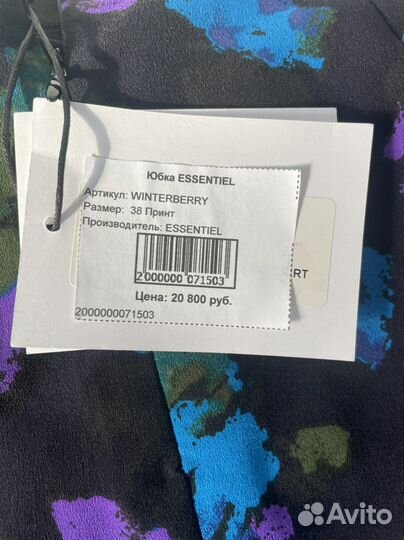 Юбка ESSENTIEL
Артикул: WINTERBERRY
Размер: 38 Принт
Производитель: ESSENTIEL
2000000 071503
Цена: 20 800 руб.
2000000071503
RT
Avito